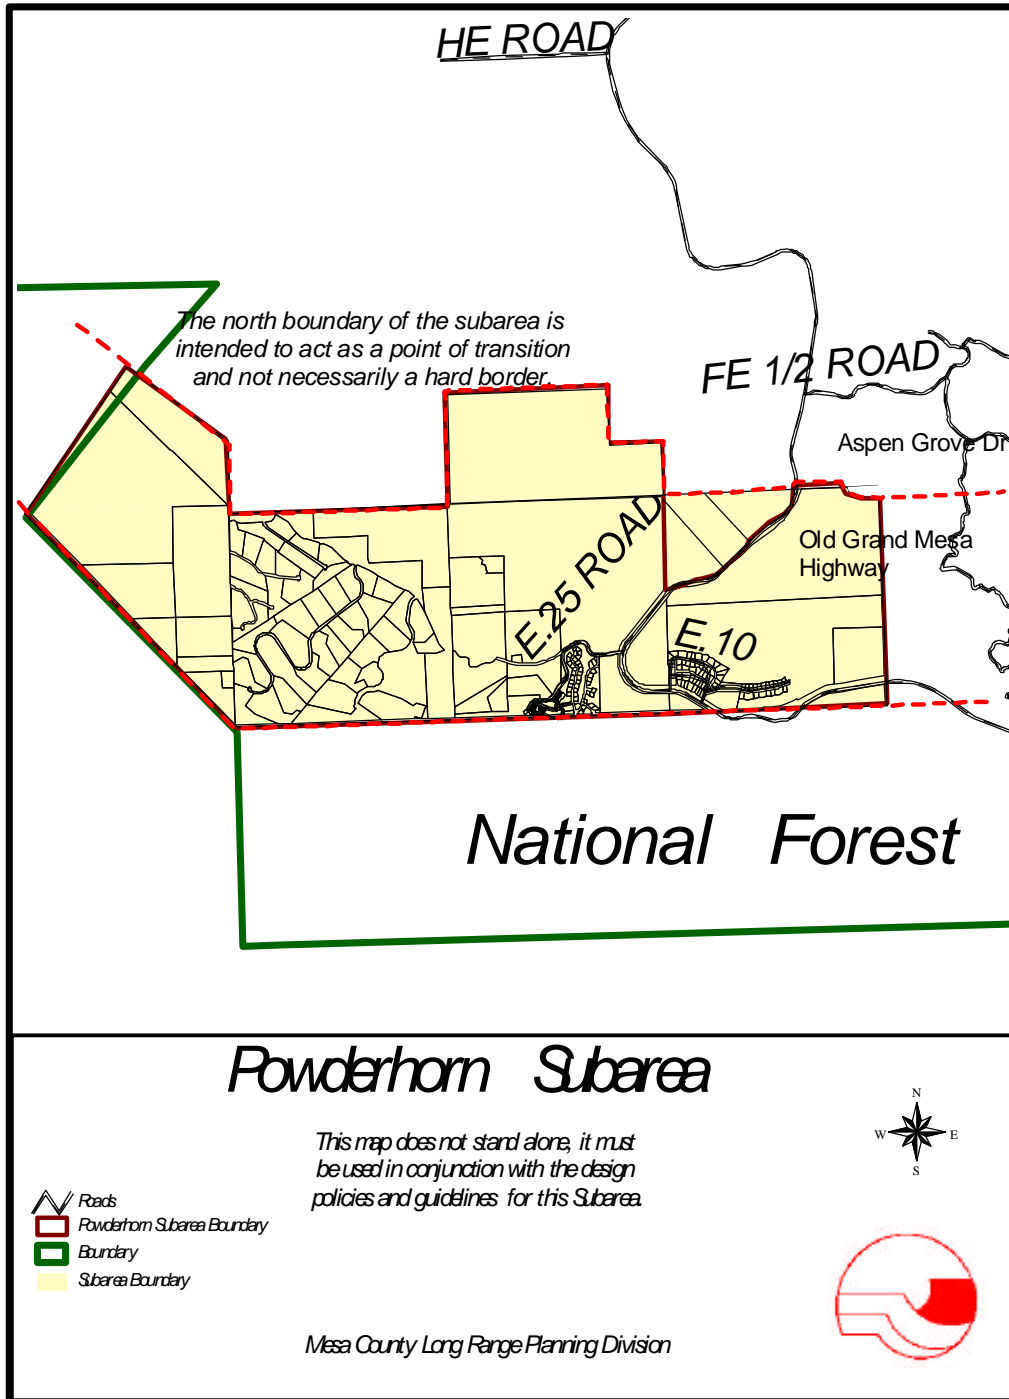 HE ROAD
The north boundary of the subarea is
intended to act as a point of transition
and not necessarily a hard border.
FE 1/2 ROAD
Aspen Grove Dr
E.25 ROAD
Old Grand Mesa
Highway
E.10
National Forest
Powderhorn Subarea
This map does not stand alone, it must
be used in conjunction with the design
policies and guidelines for this Subarea.
N
W E
S
Roads
Powderhorn Subarea Boundary
Boundary
Subarea Boundary
Mesa County Long Range Planning Division